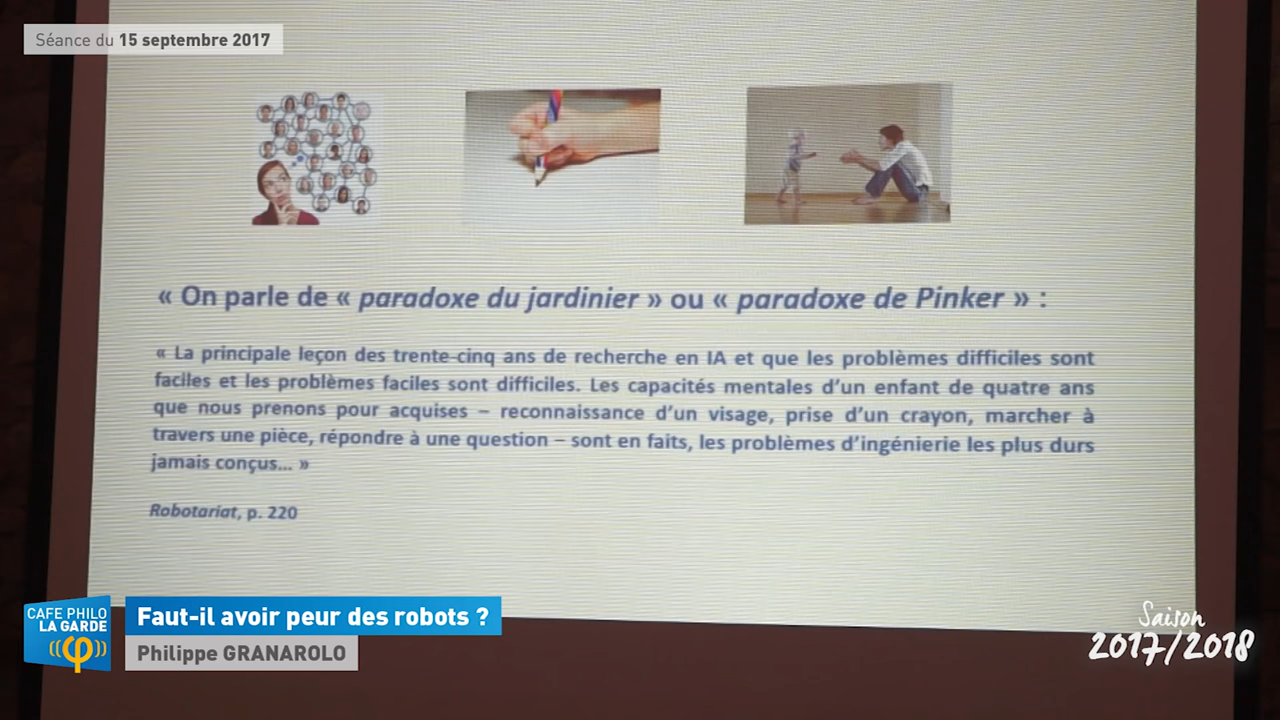 Séance du 15 septembre 2017
« On parle de « paradoxe du jardinier » ou « paradoxe de Pinker » :
« La principale leçon des trente-cinq ans de recherche en IA et que les problèmes difficiles sont
faciles et les problèmes faciles sont difficiles. Les capacités mentales d’un enfant de quatre ans
que nous prenons pour acquises – reconnaissance d’un visage, prise d’un crayon, marcher à
travers une pièce, répondre à une question – sont en faits, les problèmes d’ingénierie les plus durs
jamais conçus... »
Robotariat, p. 220
CAFE PHILO
LA GARDE
Faut-il avoir peur des robots ?
Philippe GRANAROLO
Saison
2017/2018